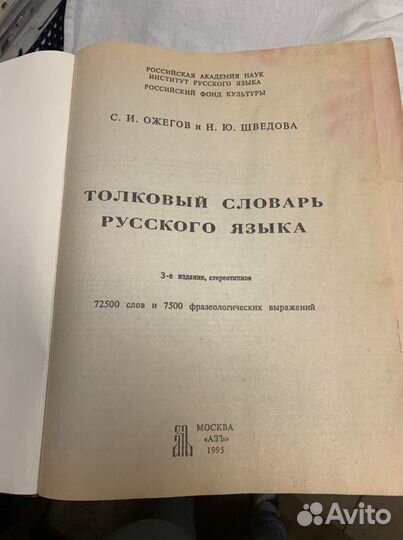 РОССИЙСКАЯ АКАДЕМИЯ НАУК
ИНСТИТУТ РУССКОГО ЯЗЫКА
РОССИЙСКИЙ ФОНД КУЛЬТУРЫ
С. И. ОЖЕГОВ и Н. Ю. ШВЕДОВА
ТОЛКОВЫЙ СЛОВАРЬ
РУССКОГО ЯЗЫКА
3-е издание, стереотипное
72500 слов и 7500 фразеологических выражений
МОСКВА
«АЗЪ»
1995
Avito